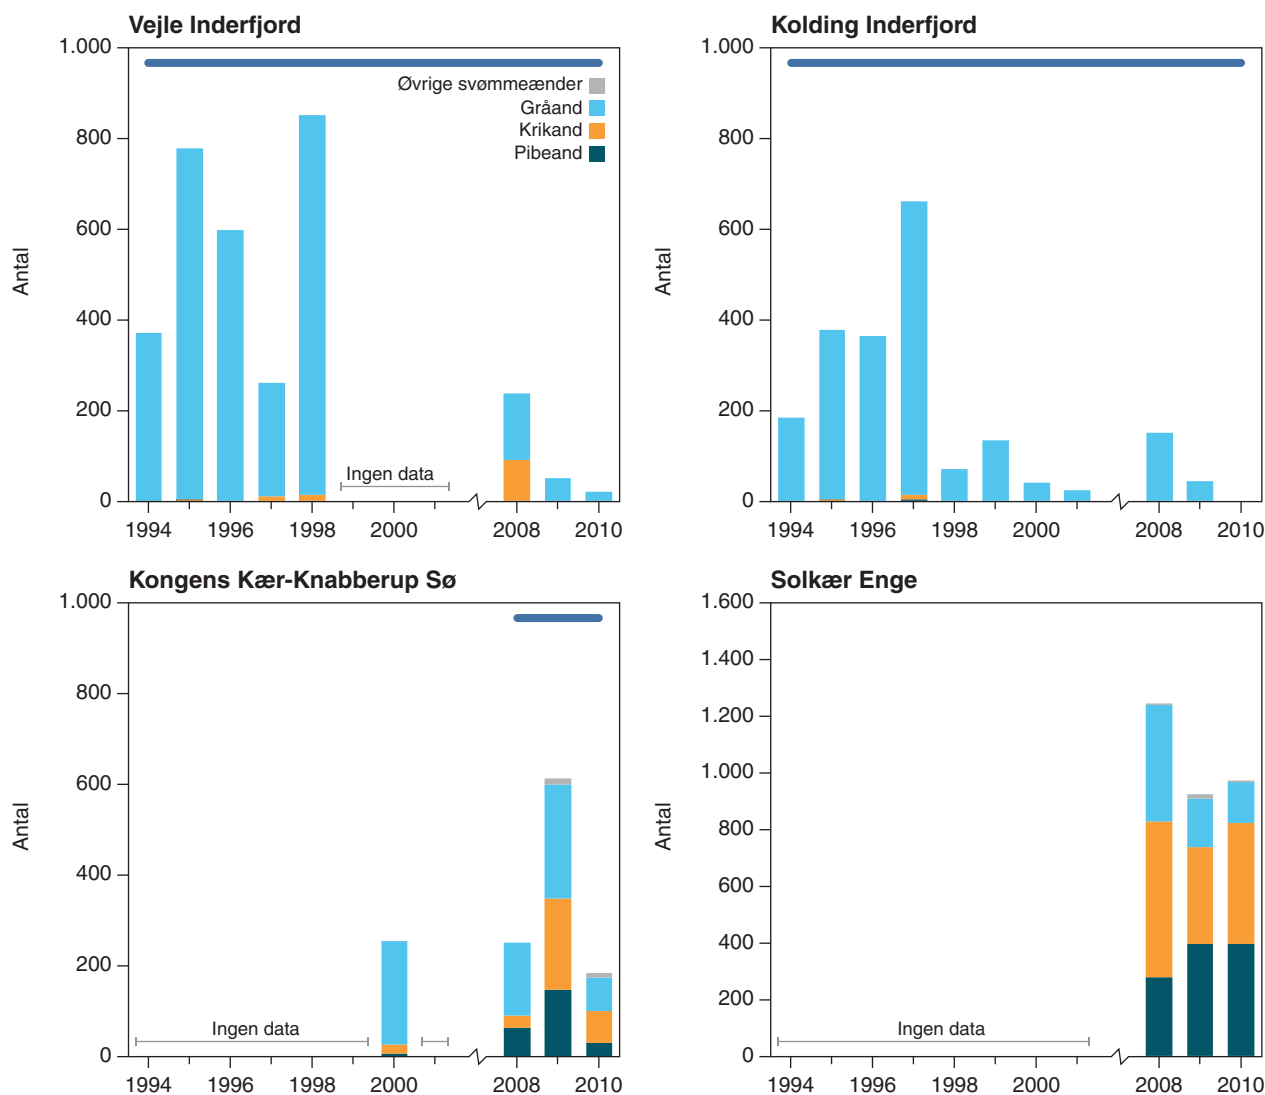 Vejle Inderfjord
1.000
800
600
400
200
0
Antal
Øvrige svømmeænder
Gråand
Krikand
Pibeand
Ingen data
1994 1996 1998 2000 2008 2010
Kolding Inderfjord
1.000
800
600
400
200
0
Antal
1994 1996 1998 2000 2008 2010
Kongens Kær-Knabberup Sø
1.000
800
600
400
200
0
Antal
Ingen data
1994 1996 1998 2000 2008 2010
Solkær Enge
1.600
1.400
1.200
1.000
800
600
400
200
0
Antal
Ingen data
1994 1996 1998 2000 2008 2010